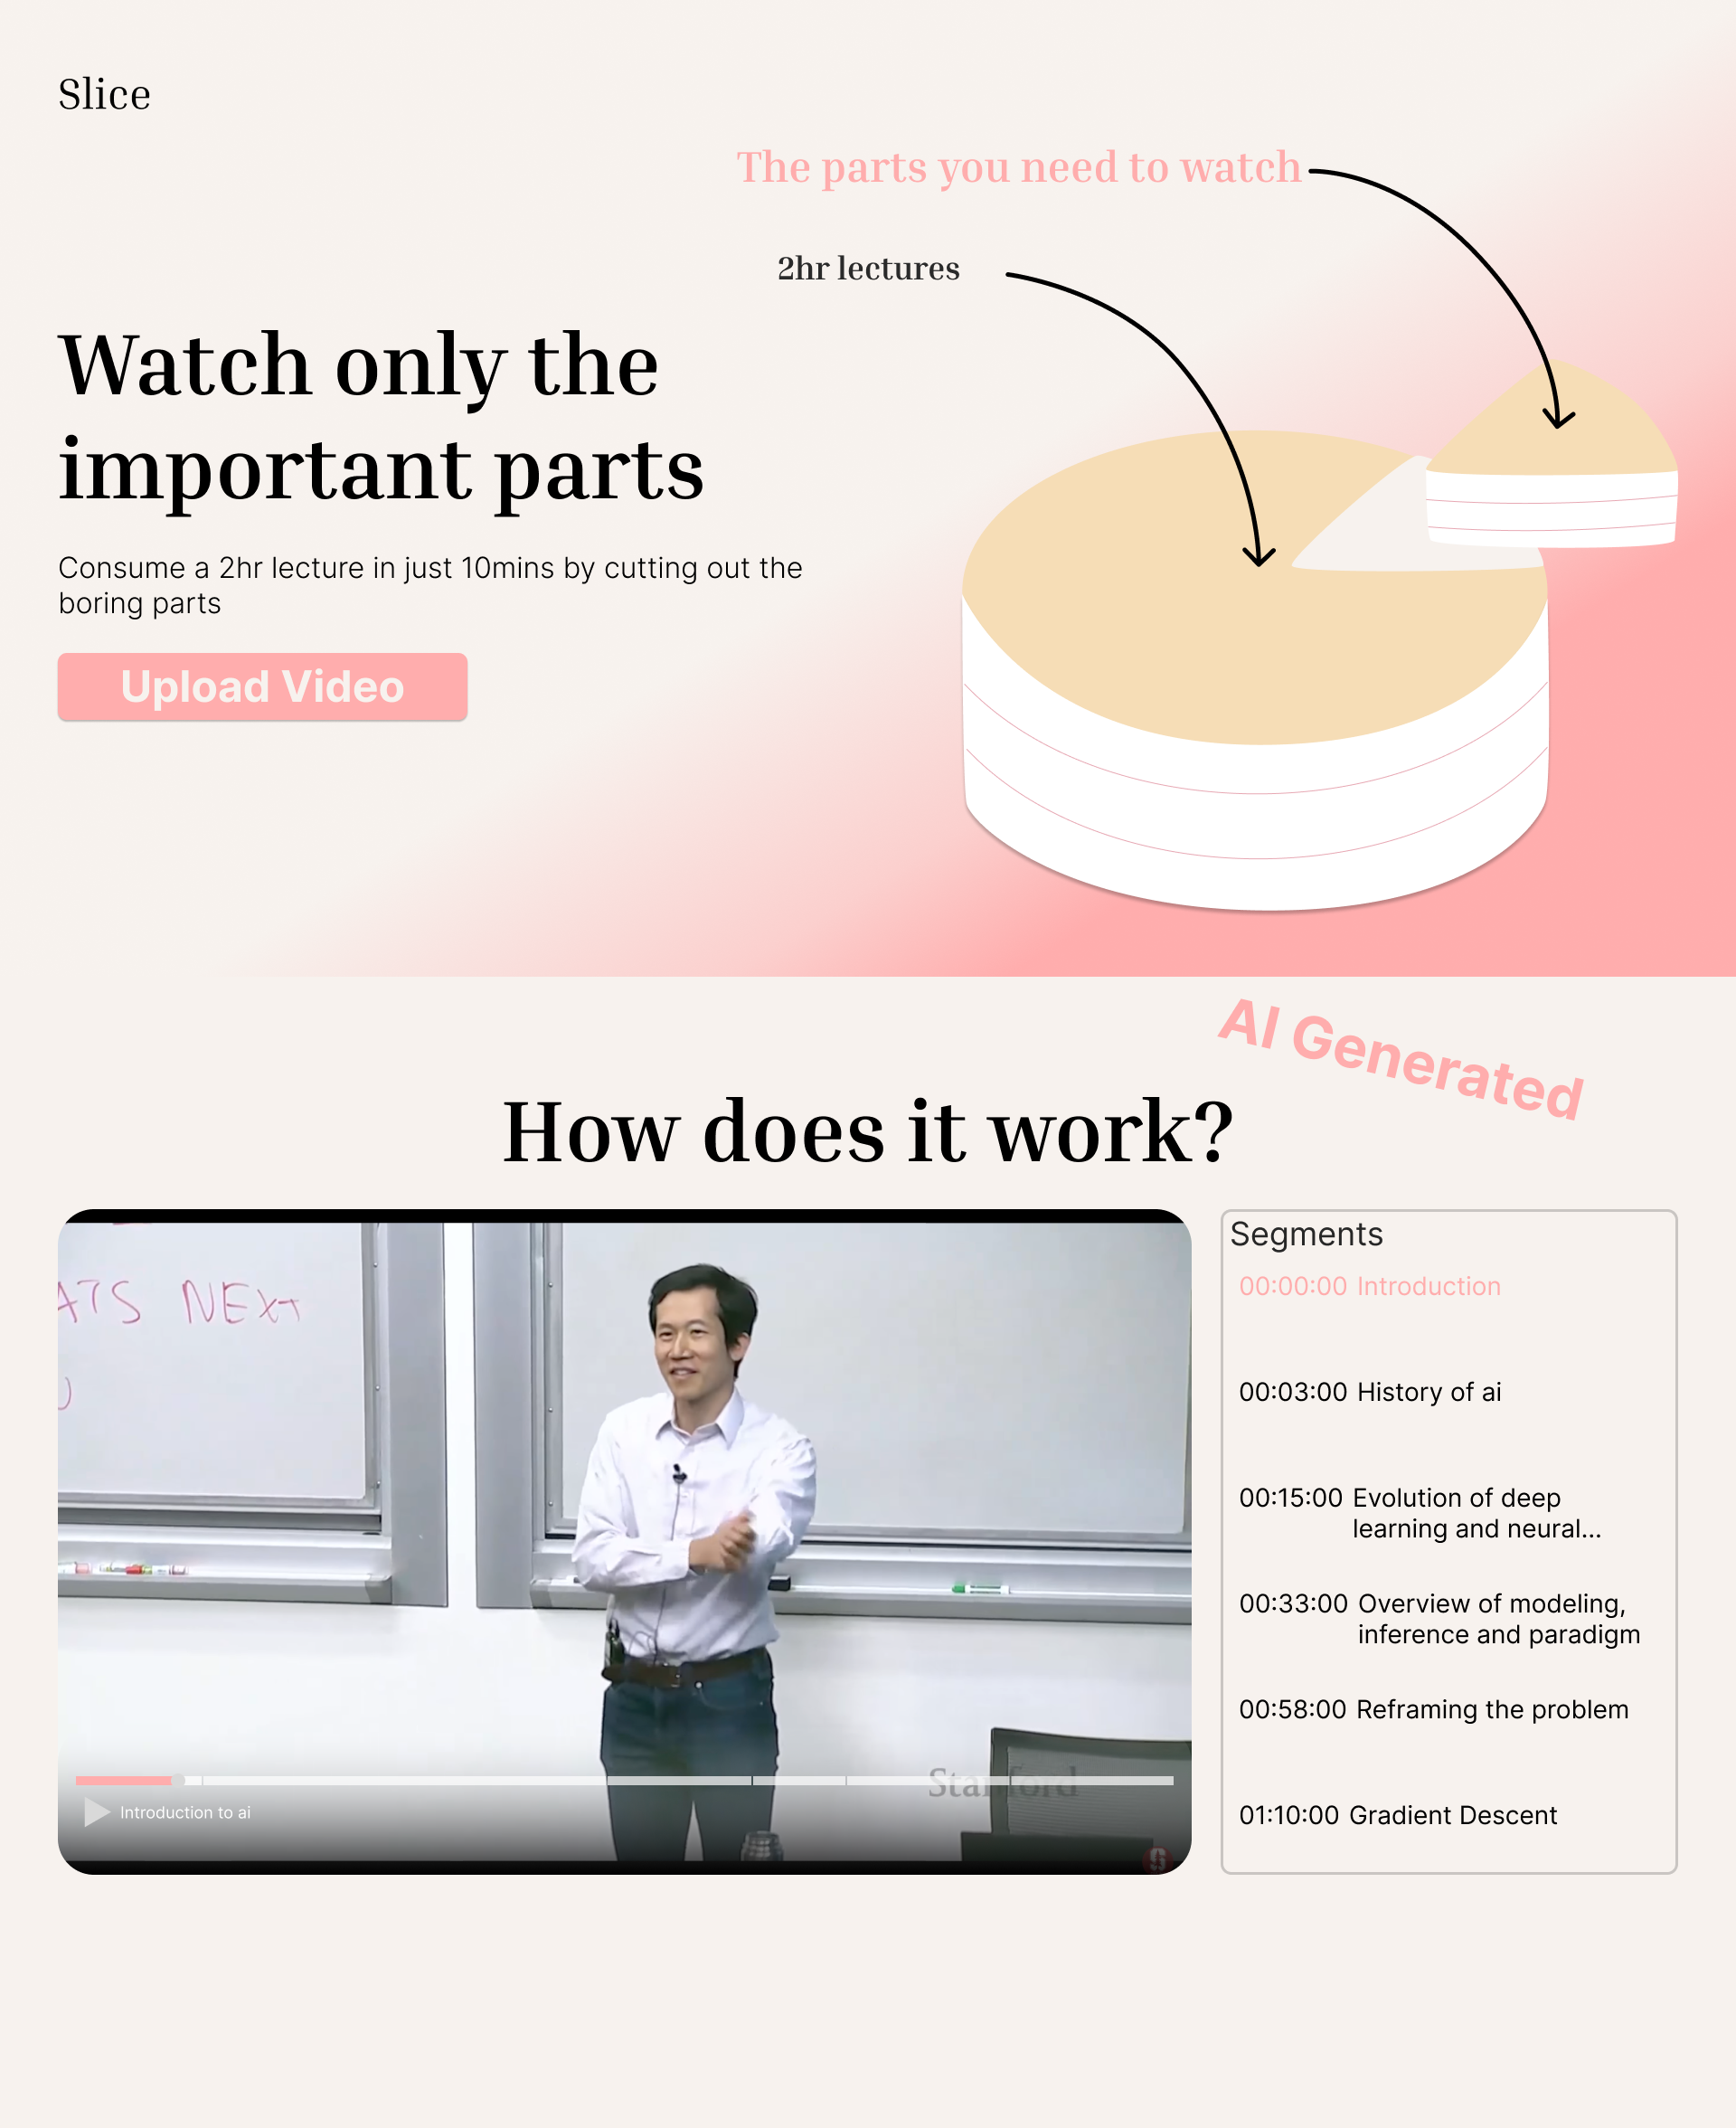 Slice
The parts you need to watch
2hr lectures
Watch only the
important parts
Consume a 2hr lecture in just 10mins by cutting out the
boring parts
Upload Video
AI Generated
How does it work?
ATS NEXT
Stanford
Introduction to ai
S
Segments
00:00:00 Introduction
00:03:00 History of ai
00:15:00 Evolution of deep
learning and neural...
00:33:00 Overview of modeling,
inference and paradigm
00:58:00 Reframing the problem
01:10:00 Gradient Descent